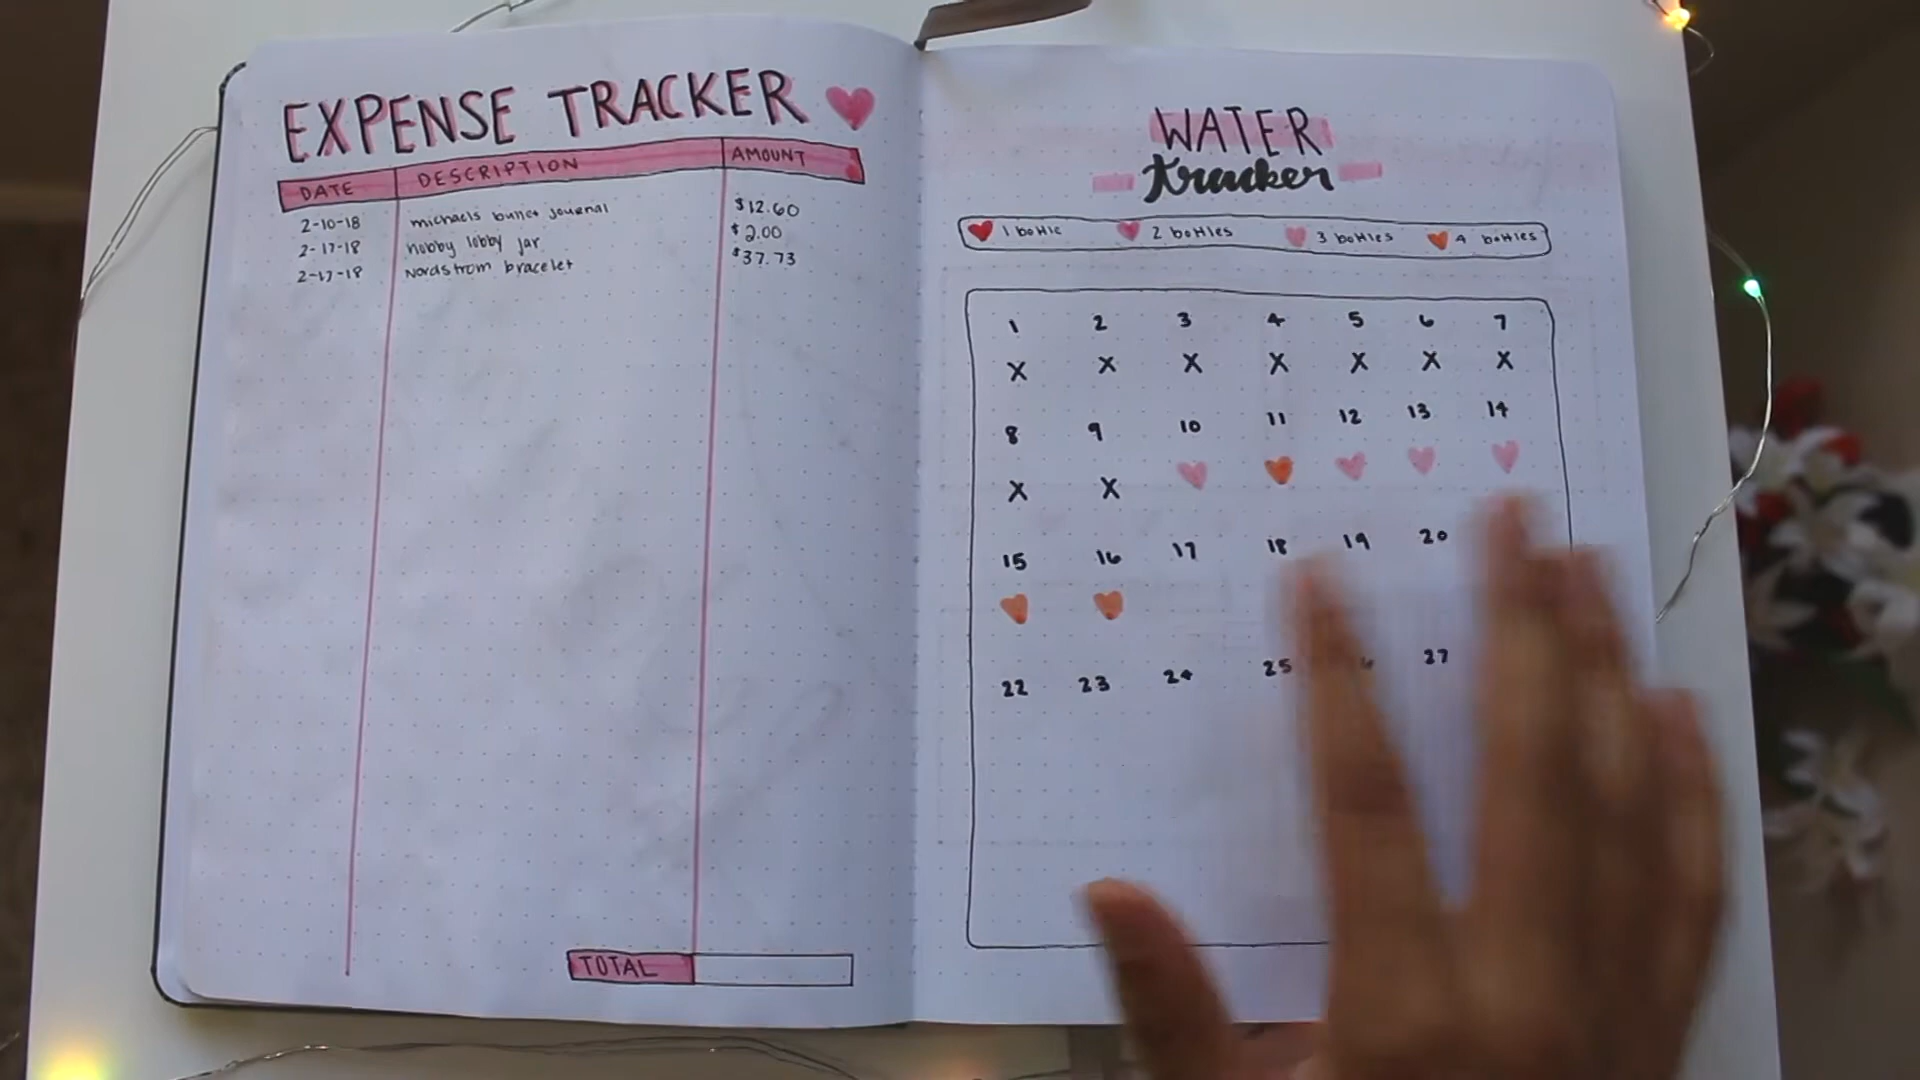 EXPENSE TRACKER
DATE DESCRIPTION AMOUNT
2-10-18 michaels bullet journal $12.60
2-17-18 hobby lobby jar $2.00
2-17-18 Nordstrom bracelet $37.73
TOTAL
WATER
tracker
1 bottle 2 bottles 3 bottles 4 bottles
1 2 3 4 5 6 7
X X X X X X X
8 9 10 11 12 13 14
X X
15 16 17 18 19 20
22 23 24 25 27